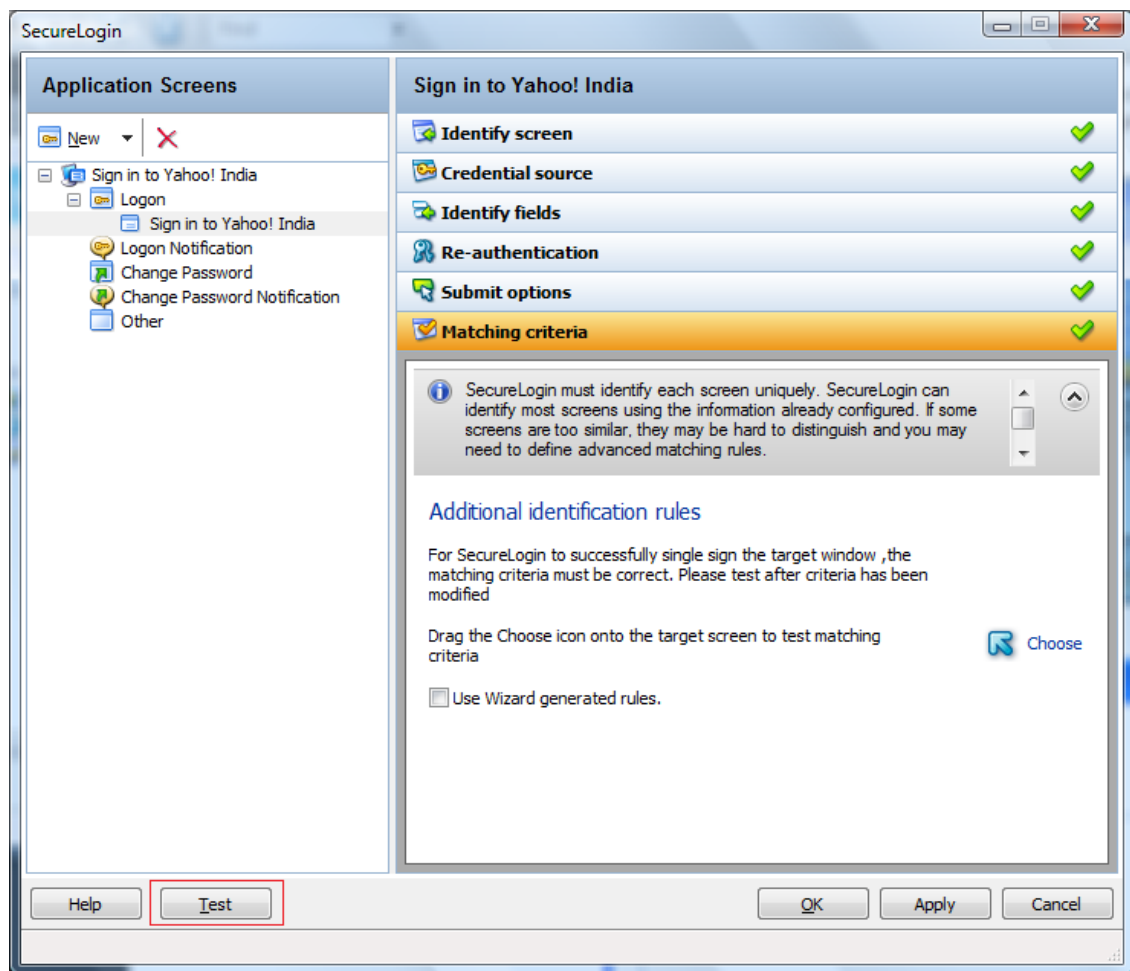 SecureLogin
Application Screens
New
Sign in to Yahoo! India
Logon
Sign in to Yahoo! India
Logon Notification
Change Password
Change Password Notification
Other
Sign in to Yahoo! India
Identify screen
Credential source
Identify fields
Re-authentication
Submit options
Matching criteria
SecureLogin must identify each screen uniquely. SecureLogin can
identify most screens using the information already configured. If some
screens are too similar, they may be hard to distinguish and you may
need to define advanced matching rules.
Additional identification rules
For SecureLogin to successfully single sign the target window ,the
matching criteria must be correct. Please test after criteria has been
modified
Drag the Choose icon onto the target screen to test matching
criteria
Choose
Use Wizard generated rules.
Help
Test
OK
Apply
Cancel